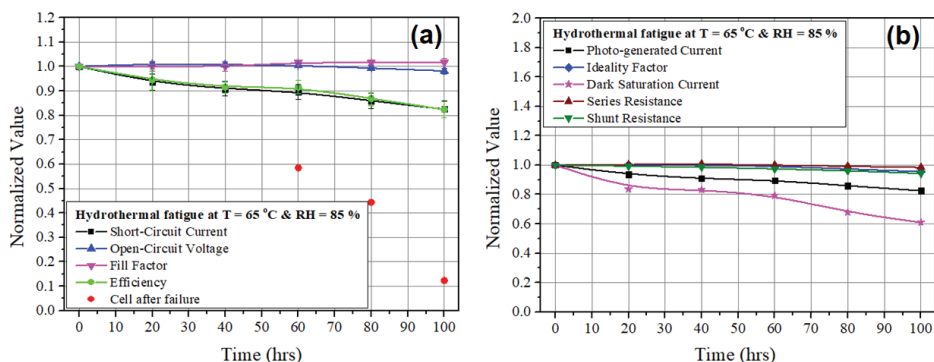 (a)
Normalized Value
1.2
1.1
1.0
0.9
0.8
0.7
0.6
0.5
0.4
0.3
0.2
0.1
0.0
Hydrothermal fatigue at T = 65 °C & RH = 85 %
Short-Circuit Current
Open-Circuit Voltage
Fill Factor
Efficiency
Cell after failure
0 10 20 30 40 50 60 70 80 90 100
Time (hrs)
(b)
Normalized Value
2.0
1.8
1.6
1.4
1.2
1.0
0.8
0.6
0.4
0.2
0.0
Hydrothermal fatigue at T = 65 °C & RH = 85 %
Photo-generated Current
Ideality Factor
Dark Saturation Current
Series Resistance
Shunt Resistance
0 10 20 30 40 50 60 70 80 90 100
Time (hrs)